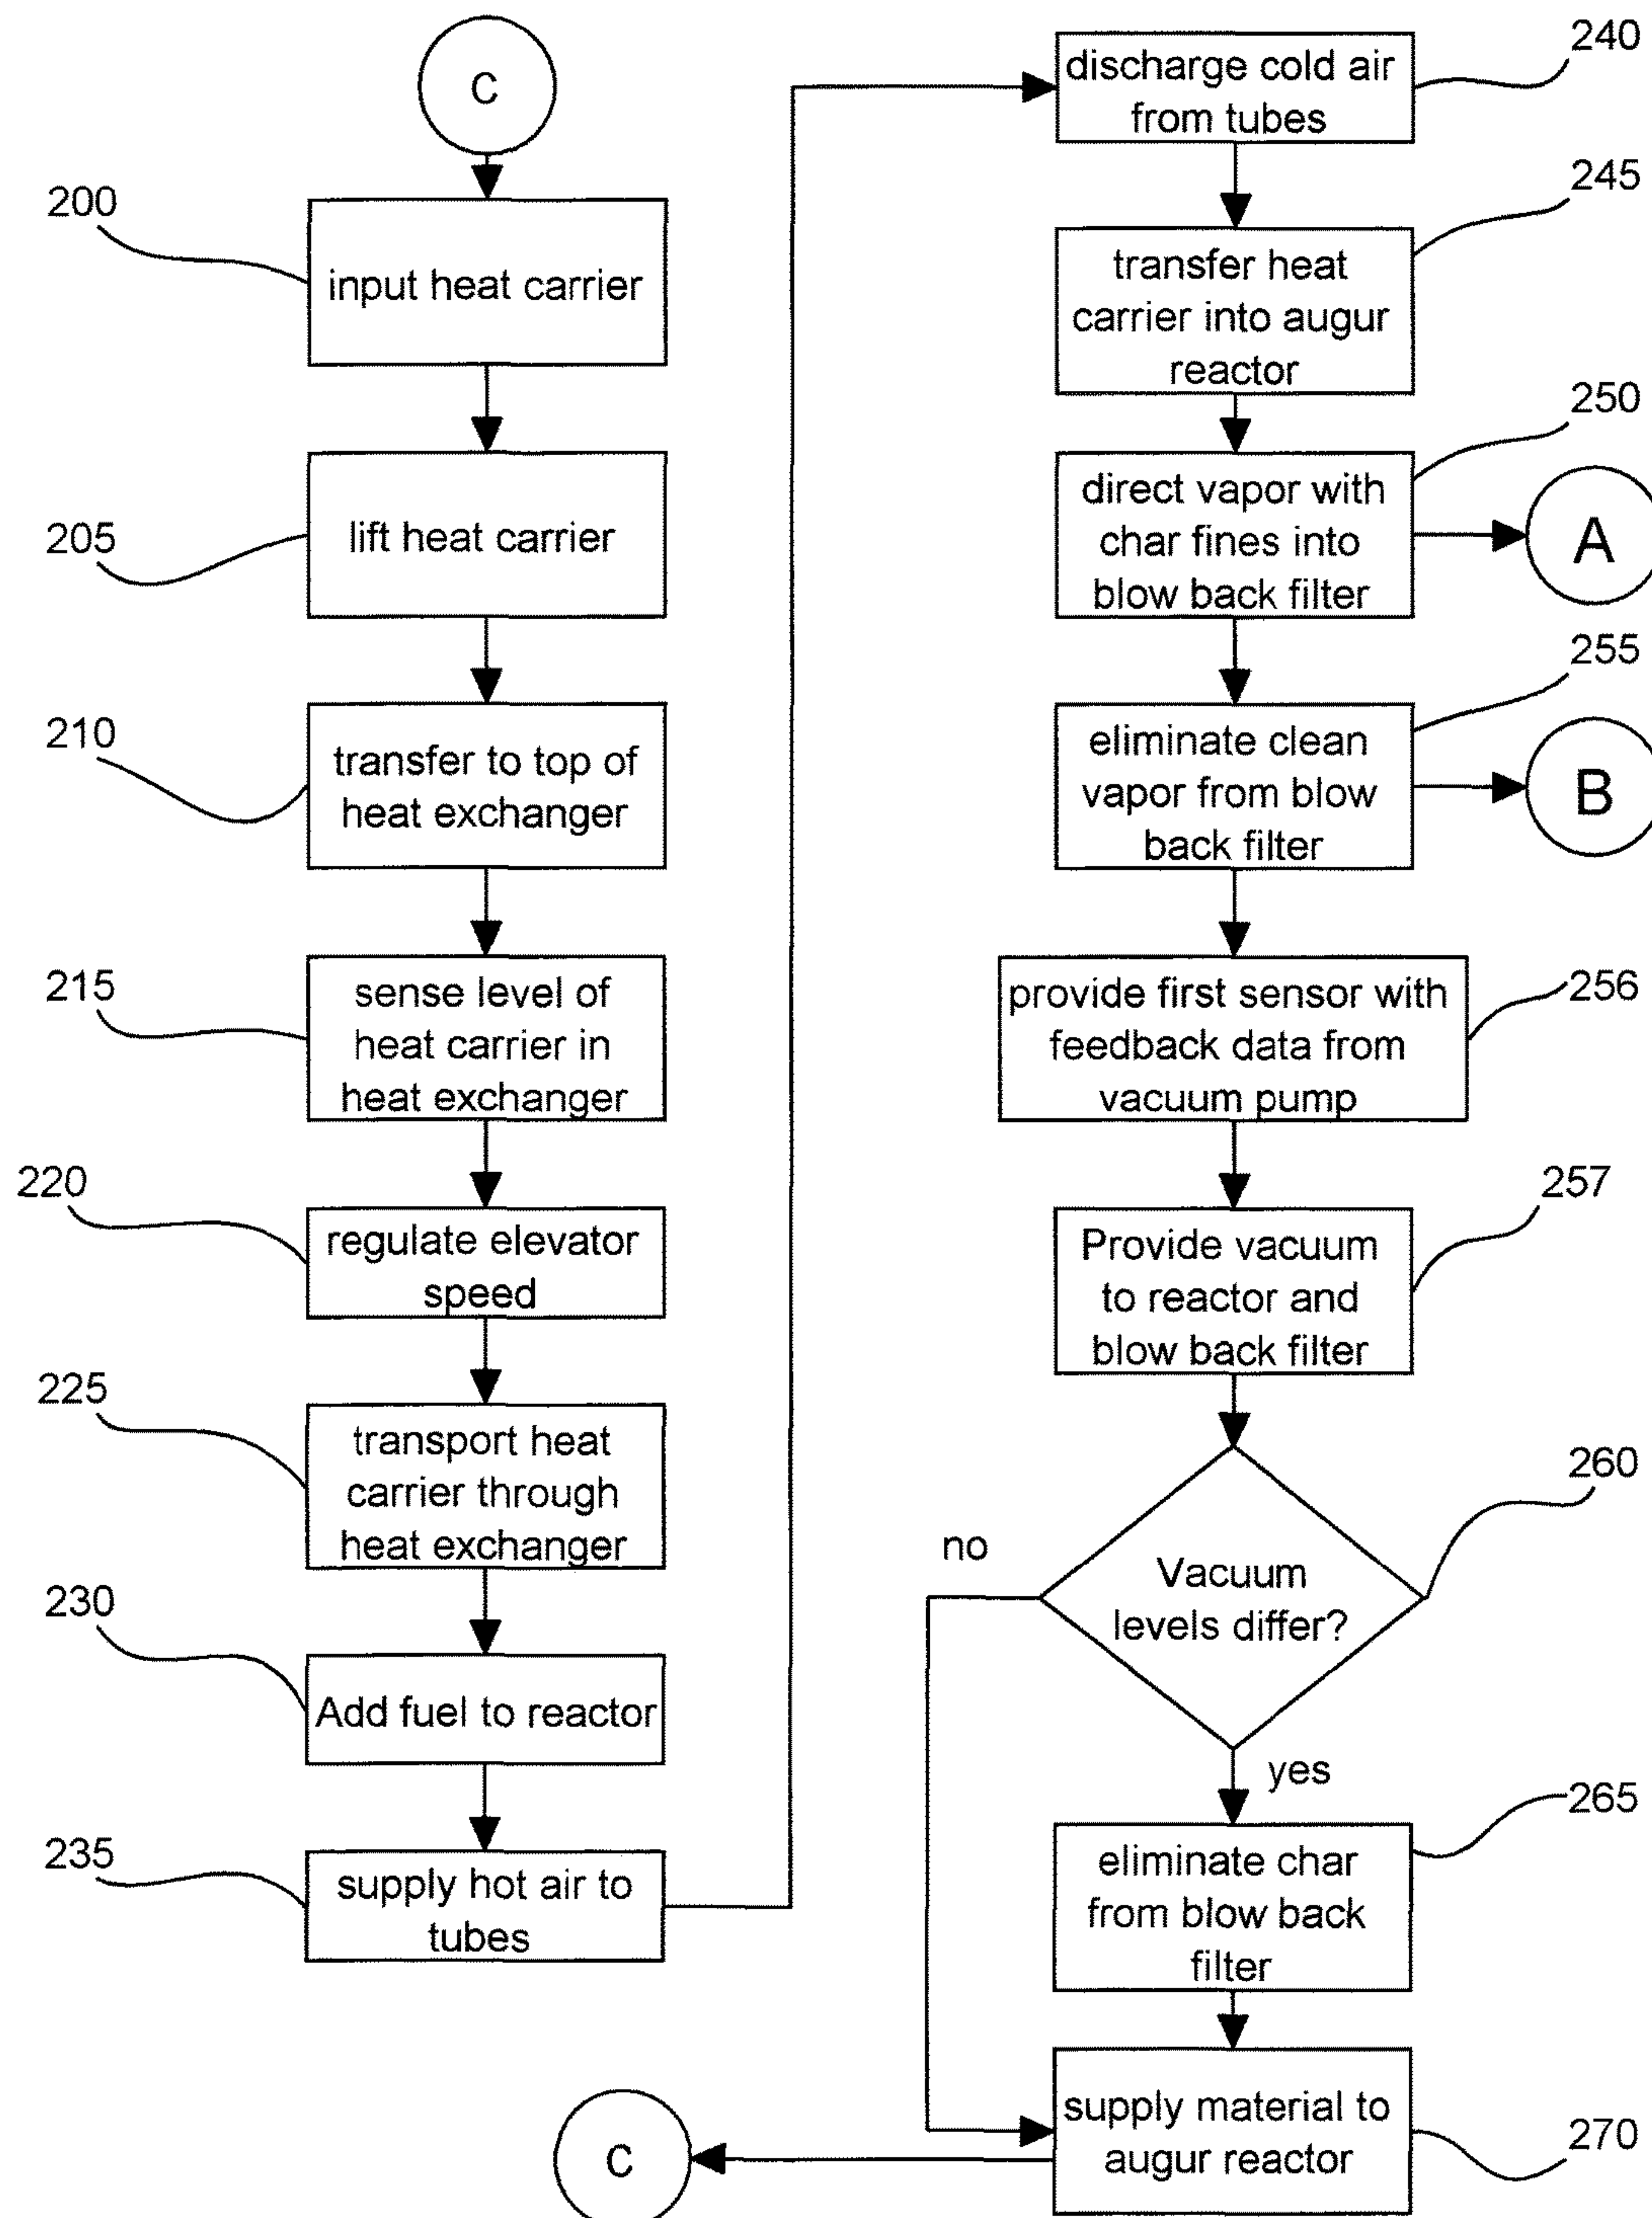 C
200
input heat carrier
205
lift heat carrier
210
transfer to top of
heat exchanger
215
sense level of
heat carrier in
heat exchanger
220
regulate elevator
speed
225
transport heat
carrier through
heat exchanger
230
Add fuel to reactor
235
supply hot air to
tubes
240
discharge cold air
from tubes
245
transfer heat
carrier into augur
reactor
250
direct vapor with
char fines into
blow back filter
A
255
eliminate clean
vapor from blow
back filter
B
256
provide first sensor with
feedback data from
vacuum pump
257
Provide vacuum
to reactor and
blow back filter
260
Vacuum
levels differ?
no
yes
265
eliminate char
from blow back
filter
270
supply material to
augur reactor
C